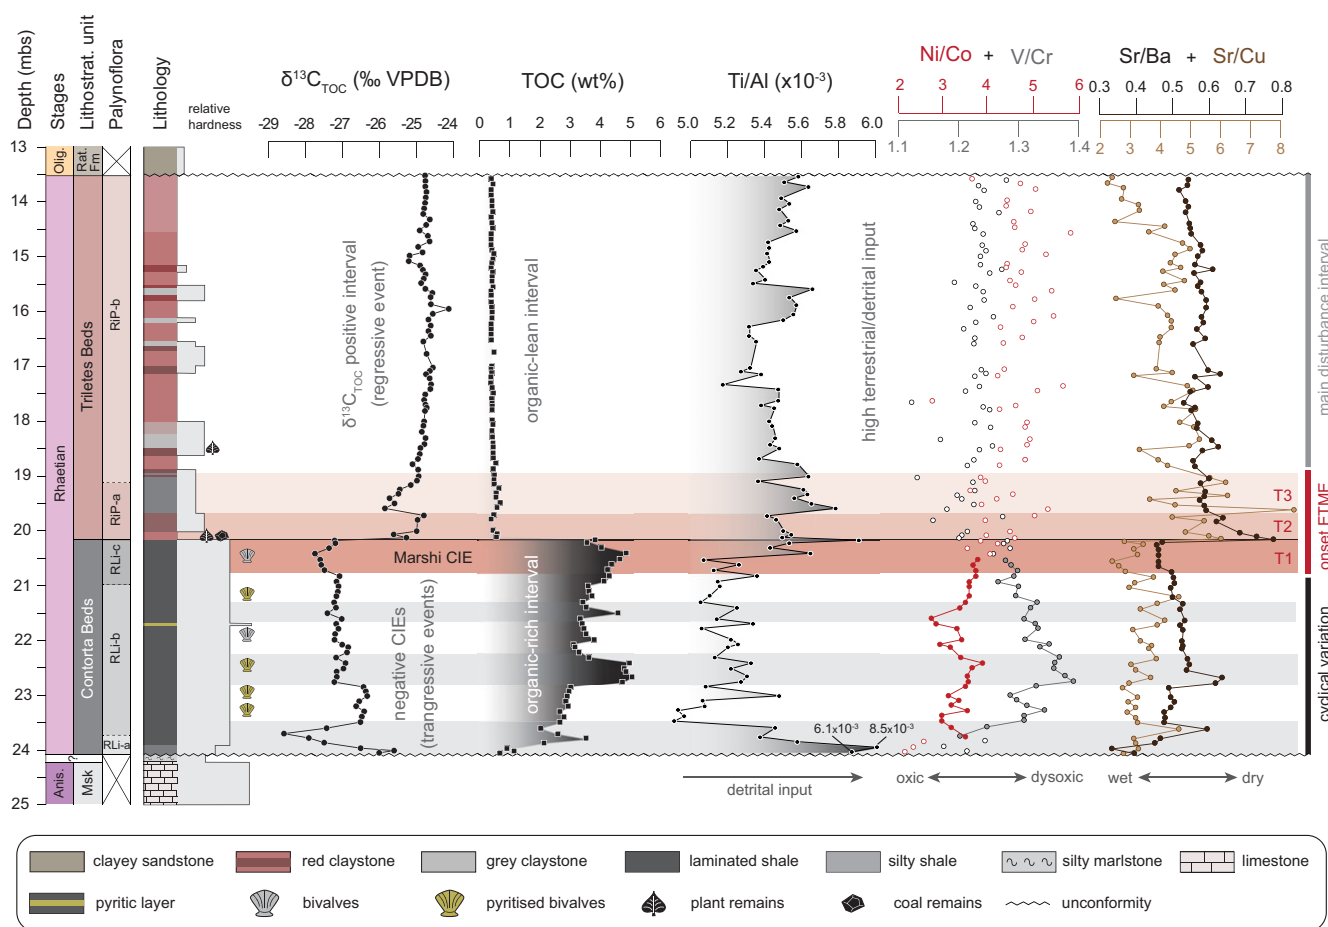 Depth (mbs)
Stages
Lithostrat. unit
Palynoflora
Lithology
relative
hardness
δ13CTOC (‰ VPDB)
-29 -28 -27 -26 -25 -24
TOC (wt%)
0 1 2 3 4 5 6
Ti/Al (x10-3)
5.0 5.4 5.6 5.8 6.0
Ni/Co + V/Cr
2 3 4 5 6
1.1 1.2 1.3 1.4
Sr/Ba + Sr/Cu
0.3 0.4 0.5 0.6 0.7 0.8
2 3 4 5 6 7 8
13
14
15
16
17
18
19
20
21
22
23
24
25
Olig.
Rhaetian
Anis.
Rat.
Fm
Triletes Beds
Contorta Beds
?
Msk
RiP-b
RiP-a
RLi-c
RLi-b
RLi-a
δ13CTOC positive interval
(regressive event)
negative CIEs
(trangressive events)
Marshi CIE
organic-lean interval
organic-rich interval
high terrestrial/detrital input
6.1x10-3
8.5x10-3
T3
T2
T1
main disturbance interval
onset ETME
cyclical variation
detrital input
oxic
dysoxic
wet
dry
clayey sandstone
red claystone
grey claystone
laminated shale
silty shale
silty marlstone
limestone
pyritic layer
bivalves
pyritised bivalves
plant remains
coal remains
unconformity